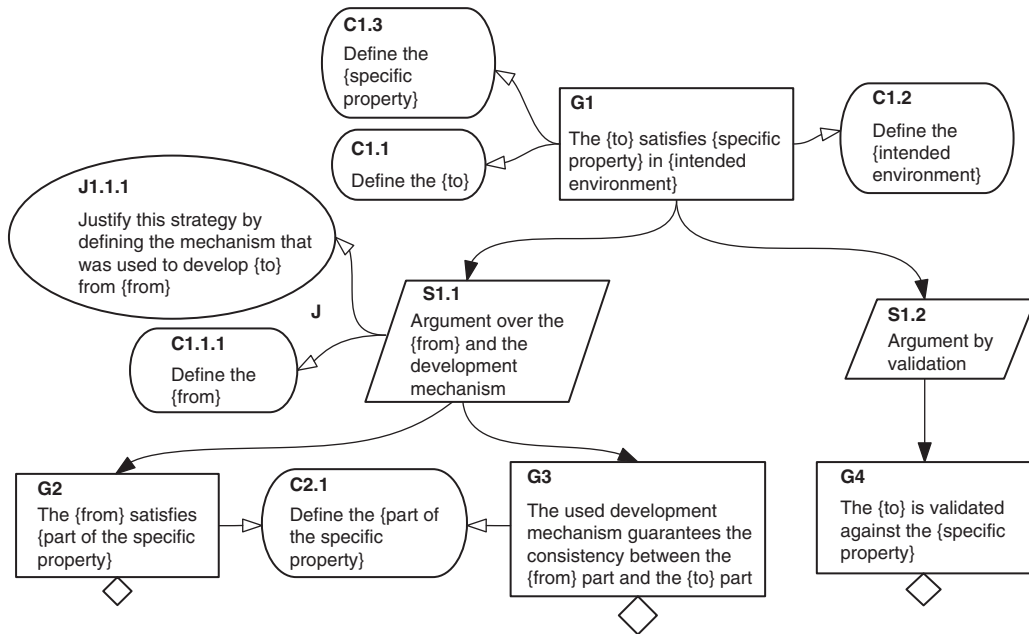 C1.3
Define the
{specific
property}
G1
The {to} satisfies {specific
property} in {intended
environment}
C1.2
Define the
{intended
environment}
C1.1
Define the {to}
J1.1.1
Justify this strategy by
defining the mechanism that
was used to develop {to}
from {from}
J
S1.1
Argument over the
{from} and the
development
mechanism
S1.2
Argument by
validation
C1.1.1
Define the
{from}
G2
The {from} satisfies
{part of the specific
property}
C2.1
Define the {part of
the specific
property}
G3
The used development
mechanism guarantees the
consistency between the
{from} part and the {to} part
G4
The {to} is validated
against the {specific
property}